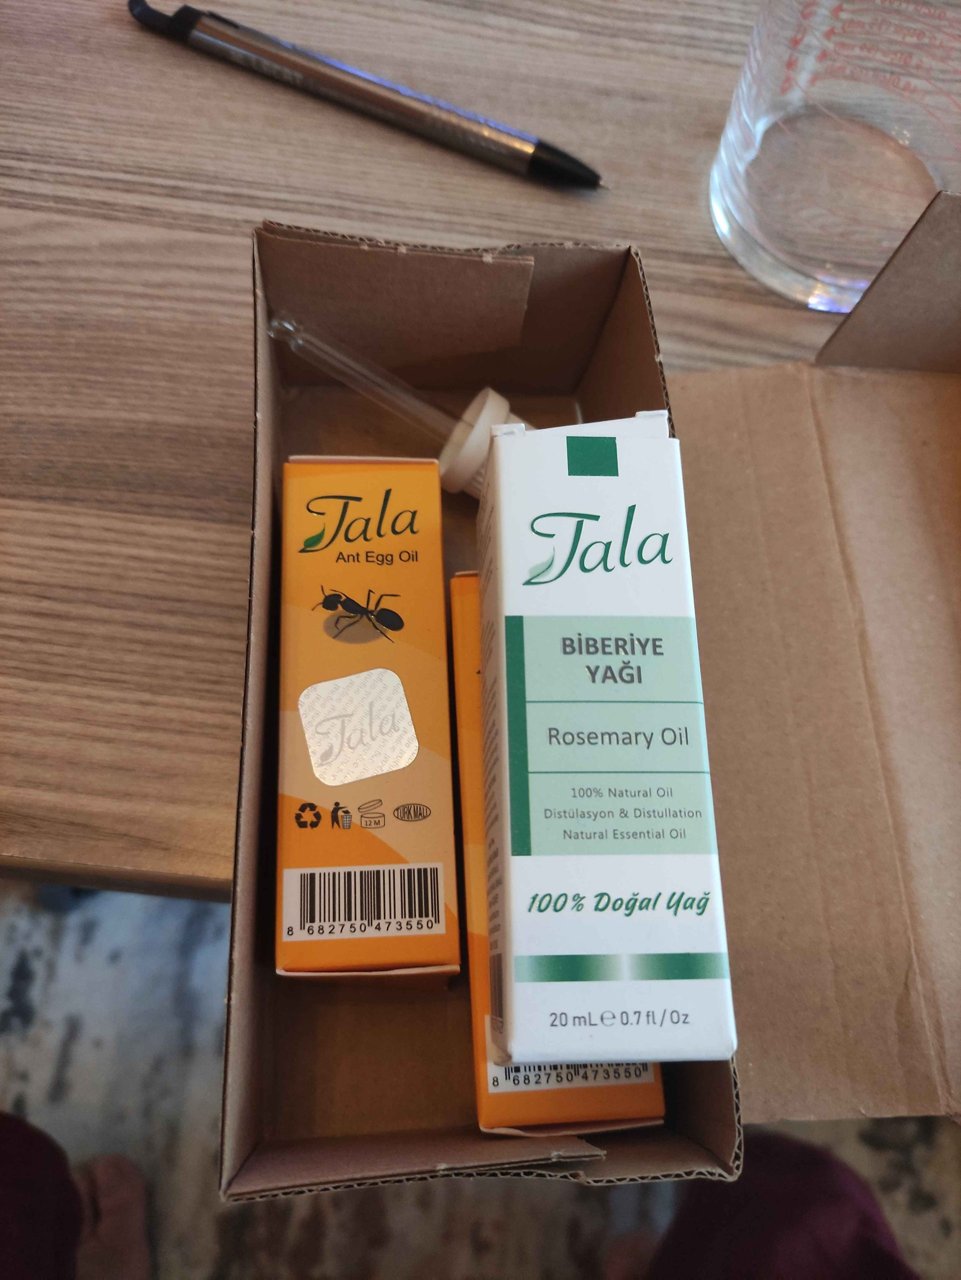 Tala
Ant Egg Oil
Tala
12 M
TÜRK MALI
8 682750 473550
Tala
BİBERİYE
YAĞI
Rosemary Oil
100% Natural Oil
Distülasyon & Distullation
Natural Essential Oil
100% Doğal Yağ
20 mL ℮ 0.7 fl/Oz
8 682750 473550